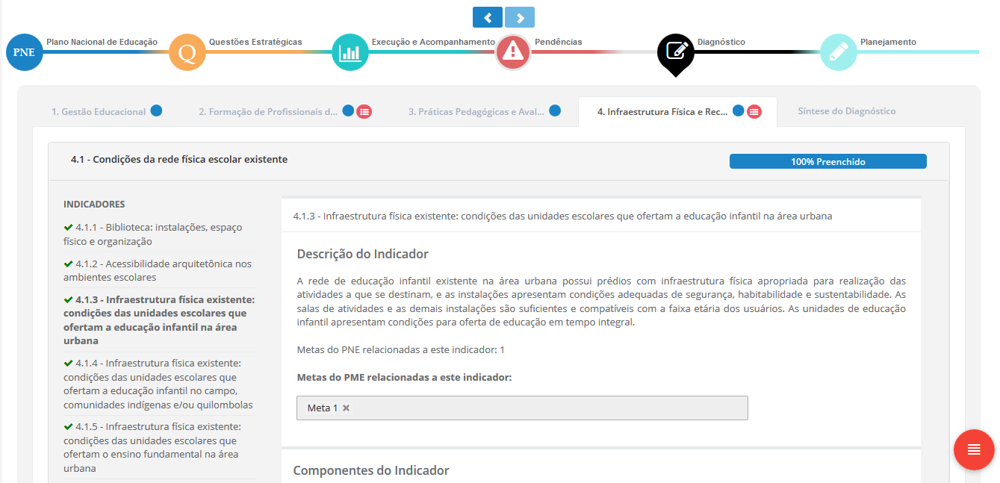 PNE
Plano Nacional de Educação
Q
Questões Estratégicas
Execução e Acompanhamento
Pendências
Diagnóstico
Planejamento
1. Gestão Educacional
2. Formação de Profissionais d...
3. Práticas Pedagógicas e Aval...
4. Infraestrutura Física e Rec...
Síntese do Diagnóstico
4.1 - Condições da rede física escolar existente
100% Preenchido
INDICADORES
4.1.1 - Biblioteca: instalações, espaço
físico e organização
4.1.2 - Acessibilidade arquitetônica nos
ambientes escolares
4.1.3 - Infraestrutura física existente:
condições das unidades escolares que
ofertam a educação infantil na área
urbana
4.1.4 - Infraestrutura física existente:
condições das unidades escolares que
ofertam a educação infantil no campo,
comunidades indígenas e/ou quilombolas
4.1.5 - Infraestrutura física existente:
condições das unidades escolares que
ofertam o ensino fundamental na área
urbana
4.1.3 - Infraestrutura física existente: condições das unidades escolares que ofertam a educação infantil na área urbana
Descrição do Indicador
A rede de educação infantil existente na área urbana possui prédios com infraestrutura física apropriada para realização das
atividades a que se destinam, e as instalações apresentam condições adequadas de segurança, habitabilidade e sustentabilidade. As
salas de atividades e as demais instalações são suficientes e compatíveis com a faixa etária dos usuários. As unidades de educação
infantil apresentam condições para oferta de educação em tempo integral.
Metas do PNE relacionadas a este indicador: 1
Metas do PME relacionadas a este indicador:
Meta 1 ×
Componentes do Indicador